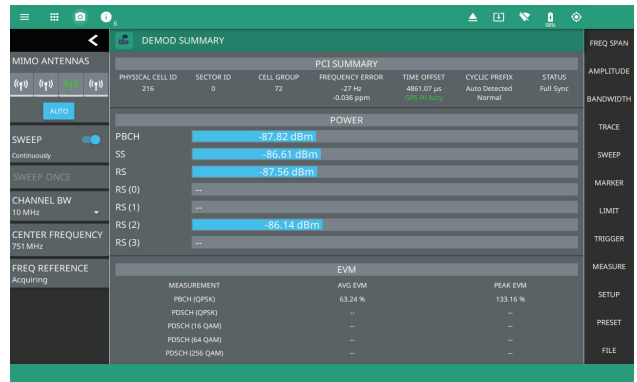 6
98%
DEMOD SUMMARY
FREQ SPAN
AMPLITUDE
BANDWIDTH
TRACE
SWEEP
MARKER
LIMIT
TRIGGER
MEASURE
SETUP
PRESET
FILE
MIMO ANTENNAS
AUTO
SWEEP
Continuously
SWEEP ONCE
CHANNEL BW
10 MHz
CENTER FREQUENCY
751 MHz
FREQ REFERENCE
Acquiring
PCI SUMMARY
PHYSICAL CELL ID SECTOR ID CELL GROUP FREQUENCY ERROR TIME OFFSET CYCLIC PREFIX STATUS
216 0 72 -27 Hz 4861.07 µs Auto Detected Full Sync
-0.036 ppm GPS Hi Accy Normal
POWER
PBCH -87.82 dBm
SS -86.61 dBm
RS -87.56 dBm
RS (0) --
RS (1) --
RS (2) -86.14 dBm
RS (3) --
EVM
MEASUREMENT AVG EVM PEAK EVM
PBCH (QPSK) 63.24 % 133.16 %
PDSCH (QPSK) -- --
PDSCH (16 QAM) -- --
PDSCH (64 QAM) -- --
PDSCH (256 QAM) -- --